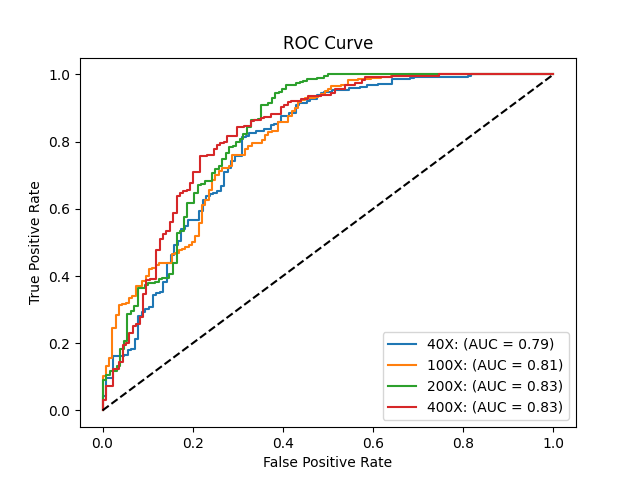 ROC Curve
True Positive Rate
1.0
0.8
0.6
0.4
0.2
0.0
0.0 0.2 0.4 0.6 0.8 1.0
False Positive Rate
40X: (AUC = 0.79)
100X: (AUC = 0.81)
200X: (AUC = 0.83)
400X: (AUC = 0.83)